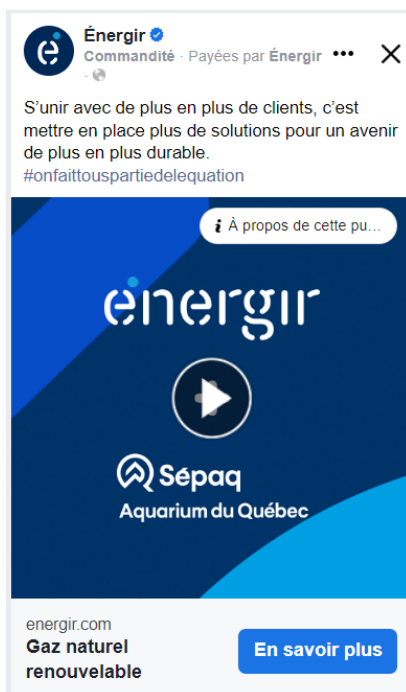 Énergir
Commandité · Payées par Énergir
S'unir avec de plus en plus de clients, c'est
mettre en place plus de solutions pour un avenir
de plus en plus durable.
#onfaittouspartiedelequation
À propos de cette pu...
énergir
Sépaq
Aquarium du Québec
energir.com
Gaz naturel
renouvelable
En savoir plus